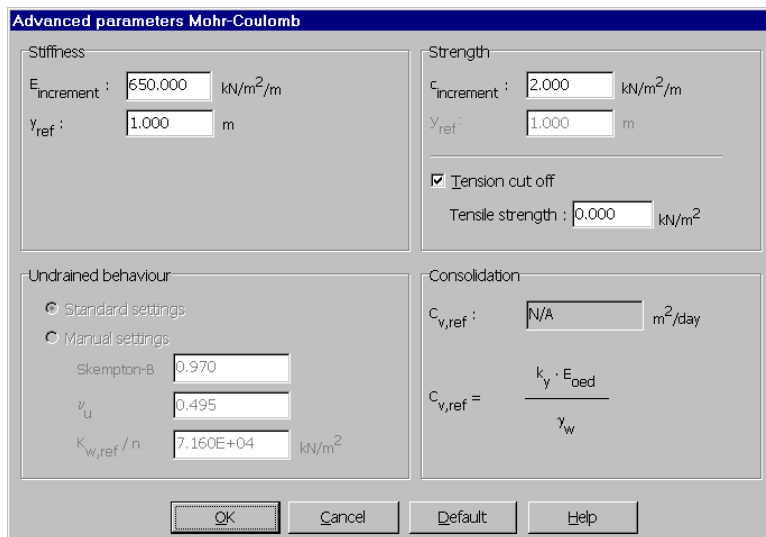 Advanced parameters Mohr-Coulomb
Stiffness
E_increment : 650.000 kN/m²/m
y_ref : 1.000 m
Strength
c_increment : 2.000 kN/m²/m
y_ref : 1.000 m
Tension cut off
Tensile strength : 0.000 kN/m²
Undrained behaviour
Standard settings
Manual settings
Skempton-B 0.970
ν_u 0.495
K_w,ref / n 7.160E+04 kN/m²
Consolidation
C_v,ref : N/A m²/day
C_v,ref = k_y · E_oed
γ_w
OK Cancel Default Help